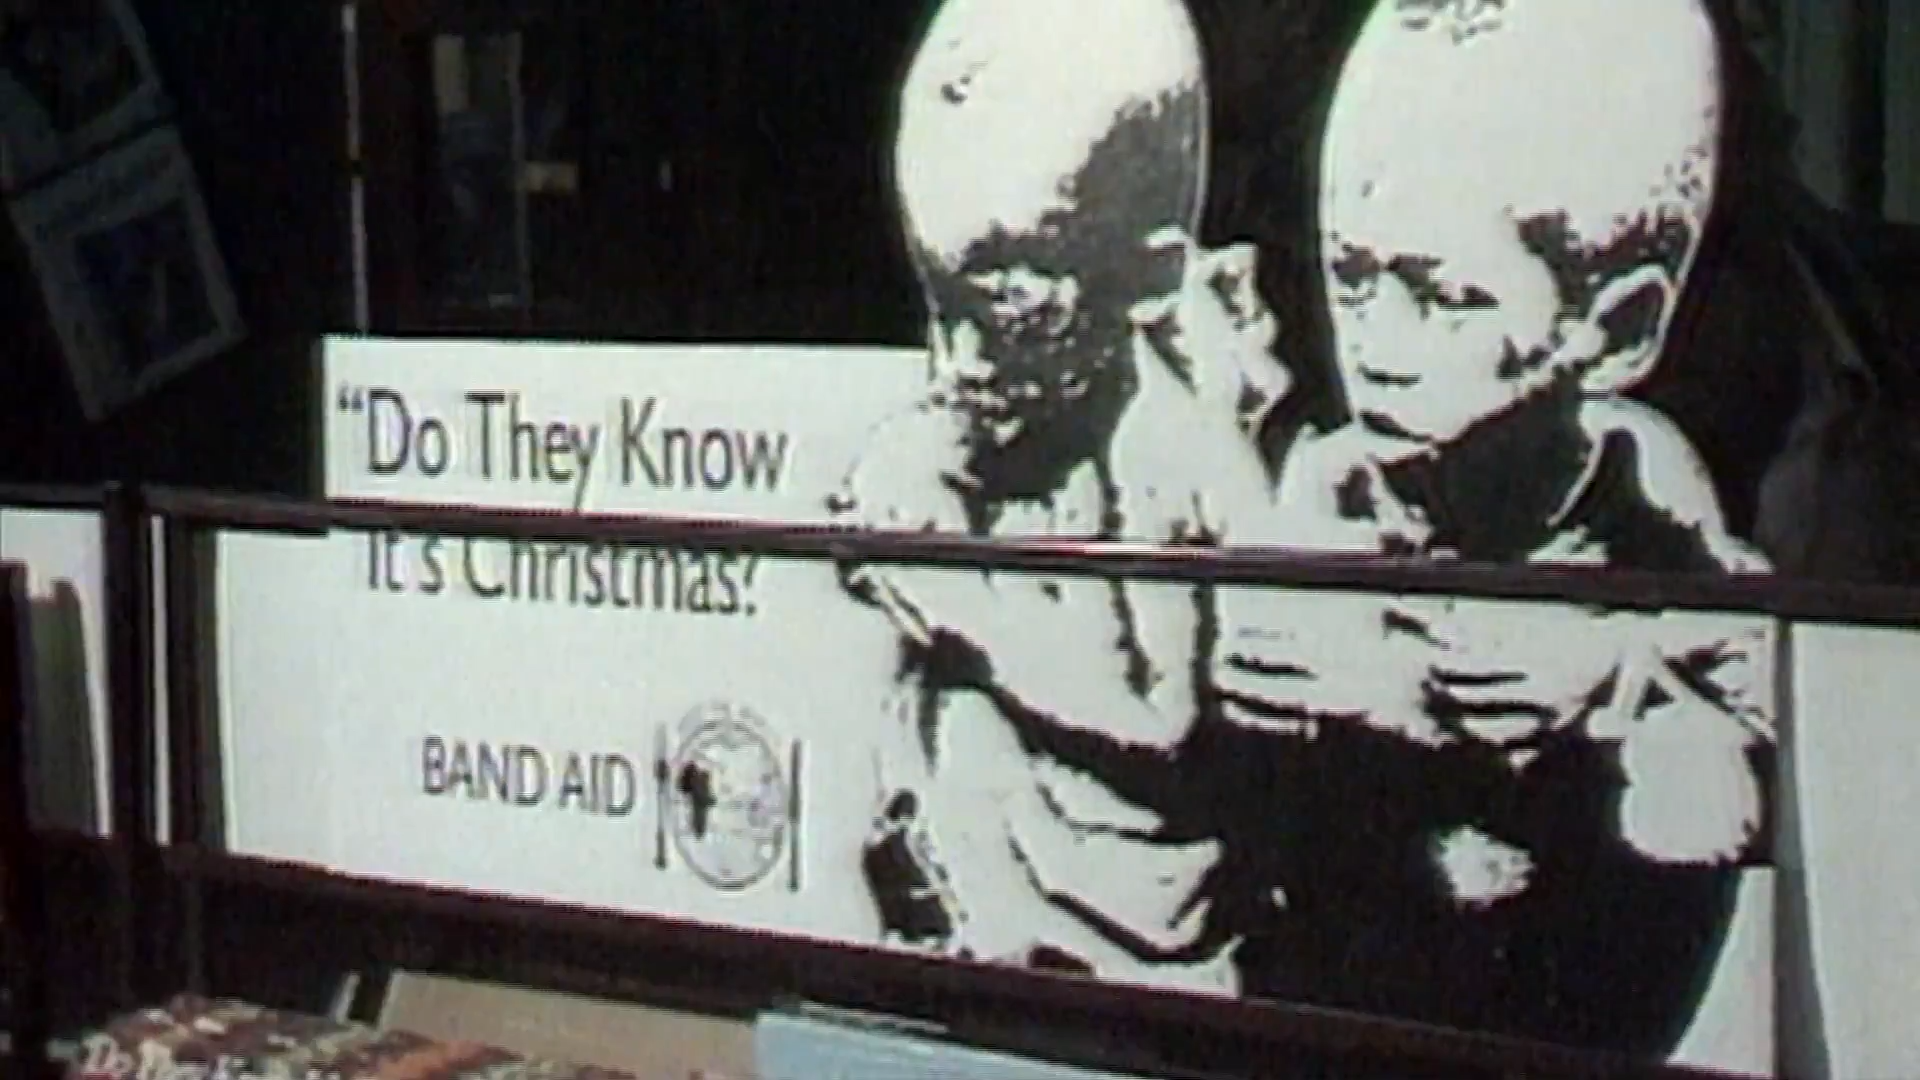 “Do They Know
It's Christmas?
BAND AID